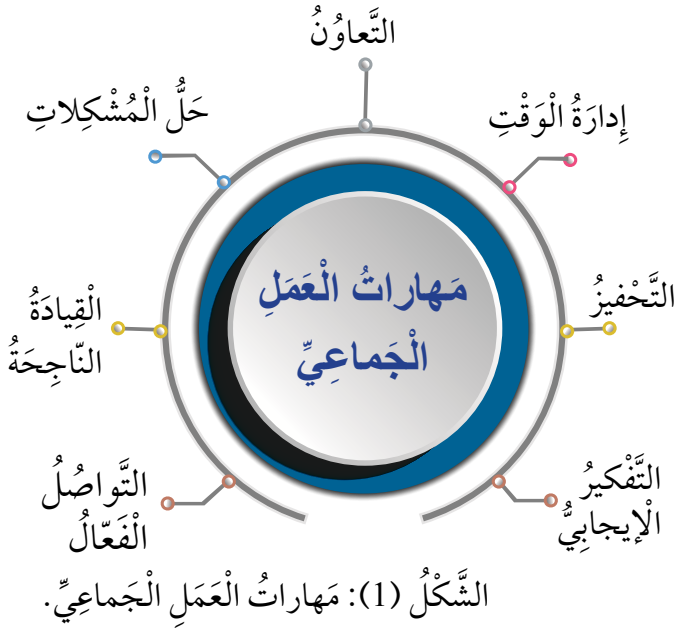 التَّعاوُنُ
إِدارَةُ الْوَقْتِ
حَلُّ الْمُشْكِلاتِ
مَهاراتُ الْعَمَلِ
الْجَماعِيِّ
التَّحْفيزُ
الْقِيادَةُ
النّاجِحَةُ
التَّفْكيرُ
الْإيجابِيُّ
التَّواصُلُ
الْفَعّالُ
الشَّكْلُ (1): مَهاراتُ الْعَمَلِ الْجَماعِيِّ.